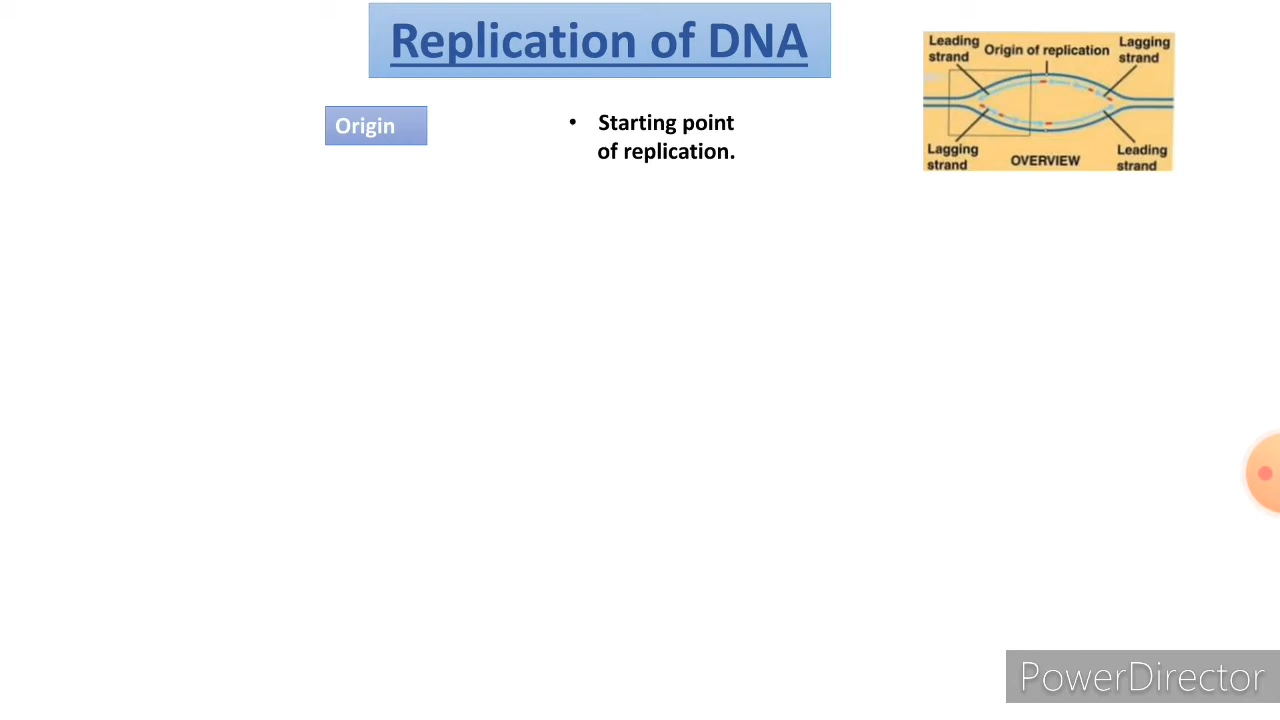 Replication of DNA
Origin
• Starting point
of replication.
Leading
strand
Origin of replication
Lagging
strand
Lagging
strand
OVERVIEW
Leading
strand
PowerDirector